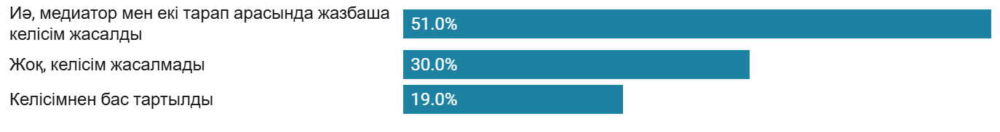 Иә, медиатор мен екі тарап арасында жазбаша
келісім жасалды
51.0%
Жоқ, келісім жасалмады
30.0%
Келісімнен бас тартылды
19.0%